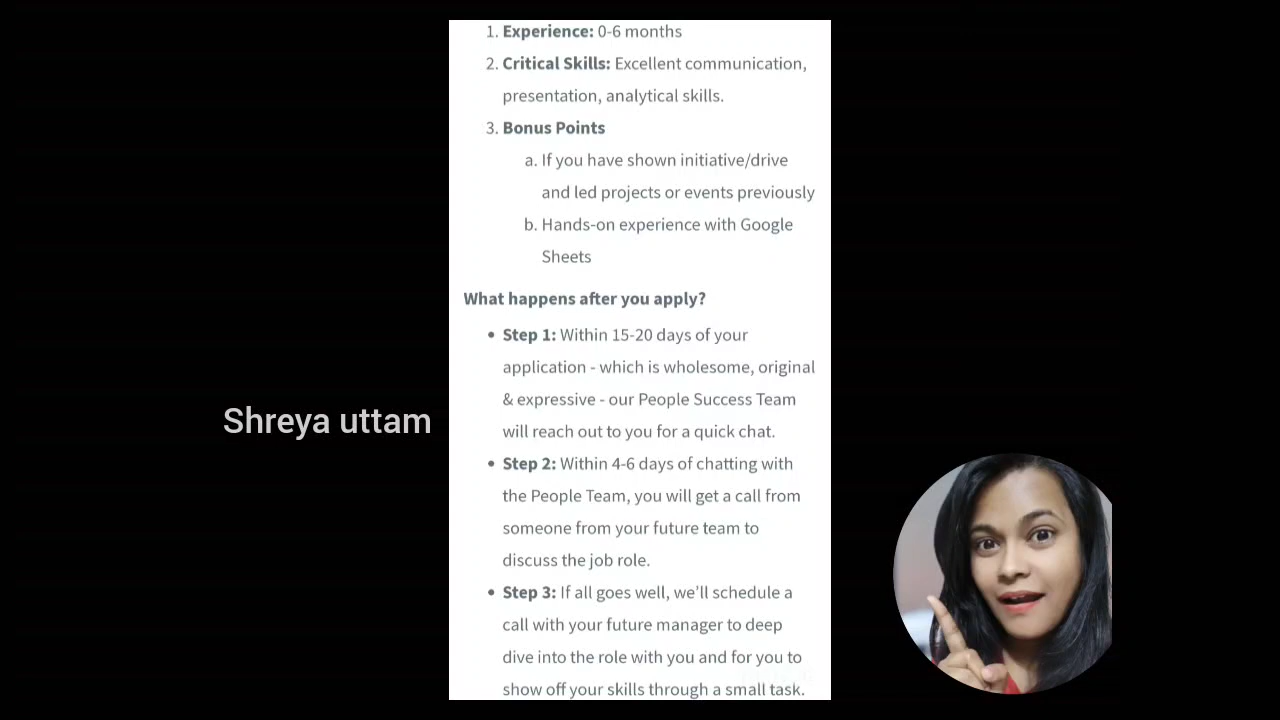 1. Experience: 0-6 months
2. Critical Skills: Excellent communication,
presentation, analytical skills.
3. Bonus Points
a. If you have shown initiative/drive
and led projects or events previously
b. Hands-on experience with Google
Sheets
What happens after you apply?
• Step 1: Within 15-20 days of your
application - which is wholesome, original
& expressive - our People Success Team
will reach out to you for a quick chat.
• Step 2: Within 4-6 days of chatting with
the People Team, you will get a call from
someone from your future team to
discuss the job role.
• Step 3: If all goes well, we’ll schedule a
call with your future manager to deep
dive into the role with you and for you to
show off your skills through a small task.
Shreya uttam